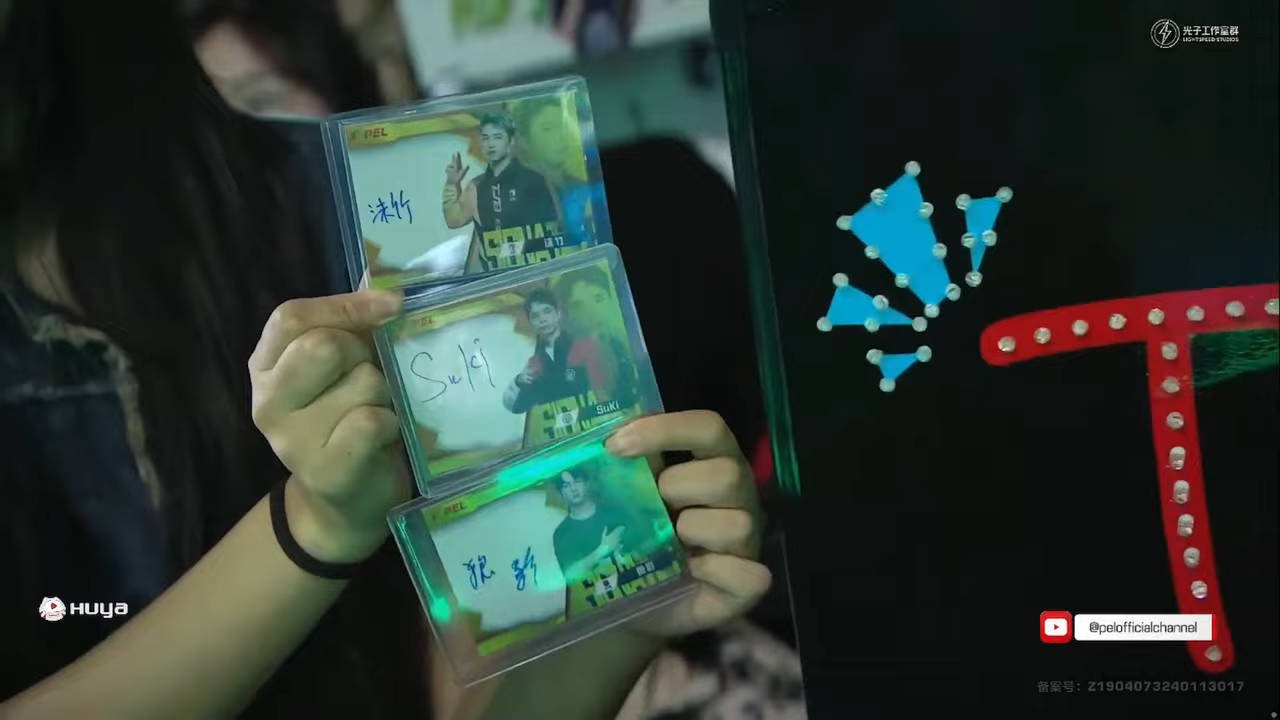 光子工作室群
LIGHTSPEED STUDIOS
PEL
沫竹
PEL
Suki
SuKi
PEL
狼影
HUYA
@pelofficialchannel
备案号: Z1904073240113017